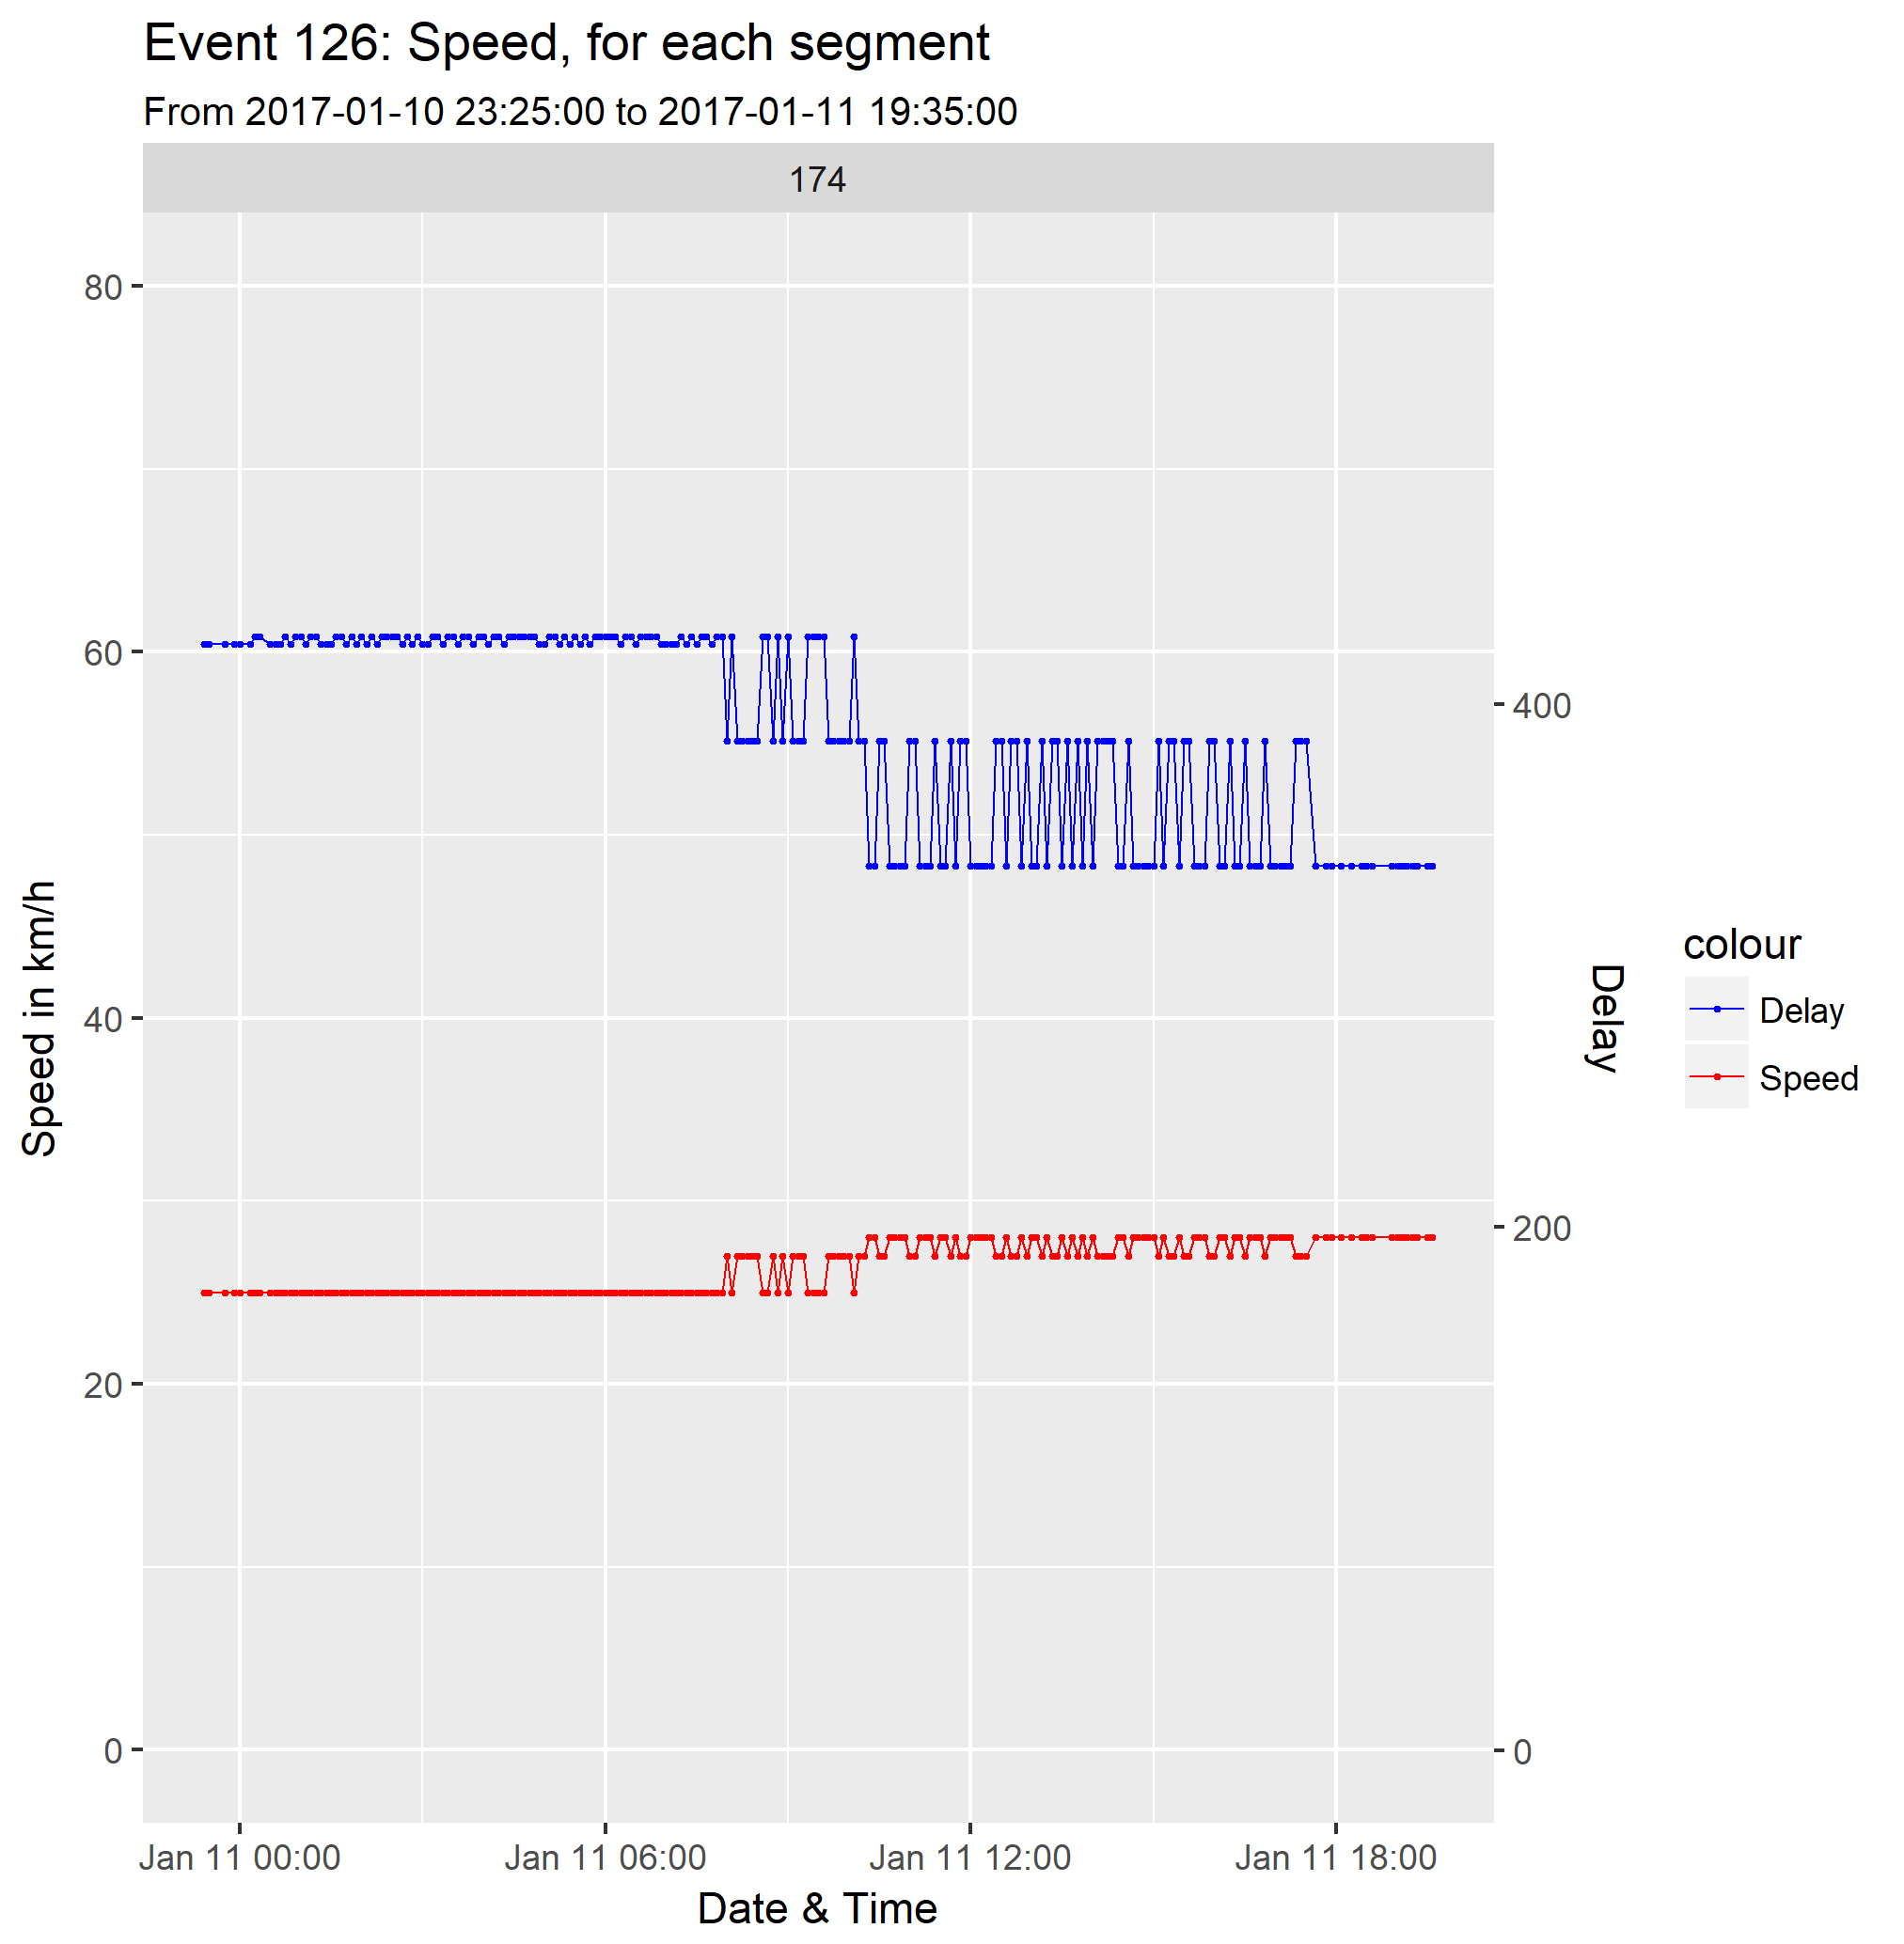 Event 126: Speed, for each segment
From 2017-01-10 23:25:00 to 2017-01-11 19:35:00
174
80
60
40
20
0
Speed in km/h
400
200
0
Delay
colour
Delay
Speed
Jan 11 00:00
Jan 11 06:00
Jan 11 12:00
Jan 11 18:00
Date & Time